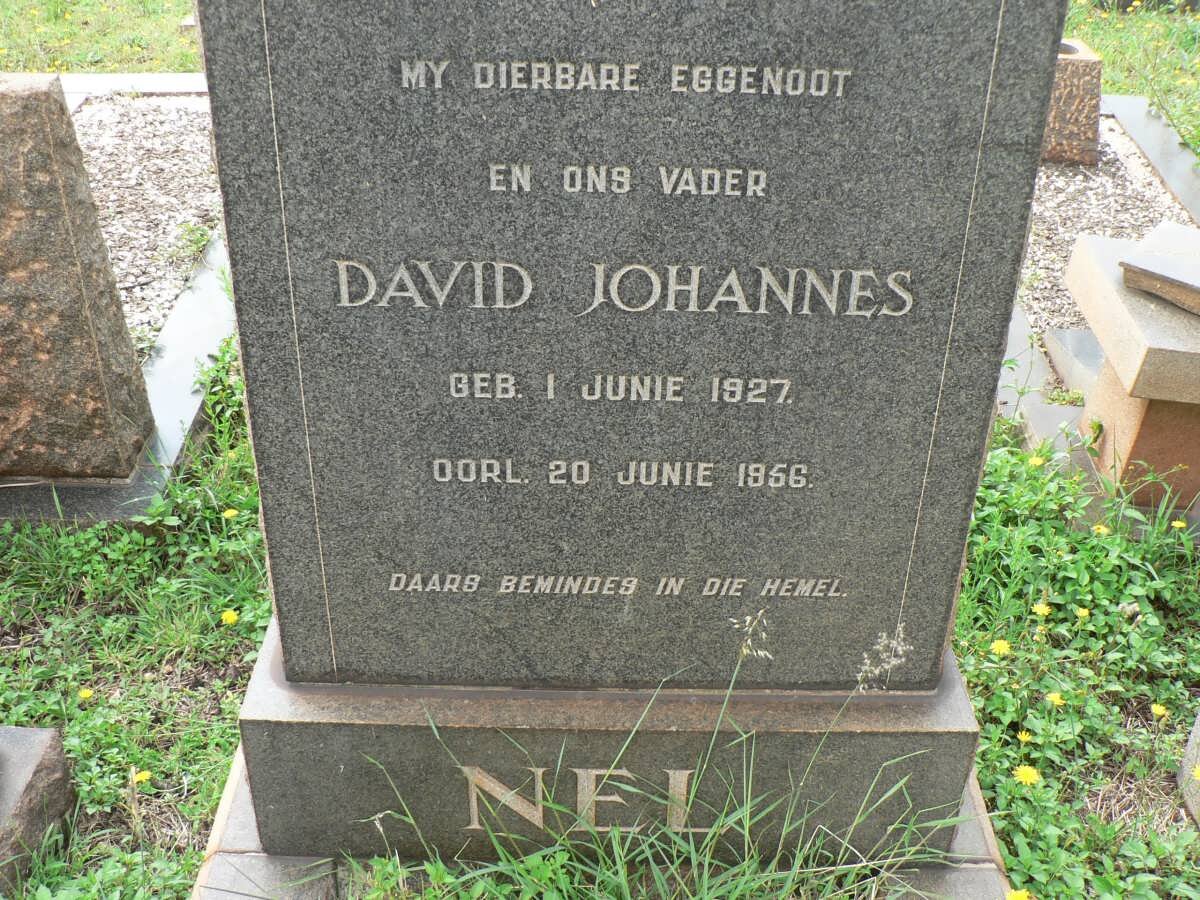 MY DIERBARE EGGENOOT
EN ONS VADER
DAVID JOHANNES
GEB. 1 JUNIE 1927.
OORL. 20 JUNIE 1956.
DAARS BEMINDES IN DIE HEMEL.
NEL